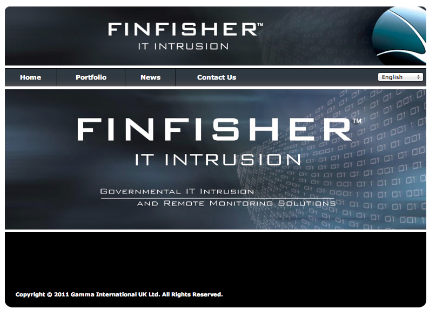 FINFISHER™
IT INTRUSION
Home Portfolio News Contact Us English
FINFISHER™
IT INTRUSION
GOVERNMENTAL IT INTRUSION
AND REMOTE MONITORING SOLUTIONS
Copyright © 2011 Gamma International UK Ltd. All Rights Reserved.